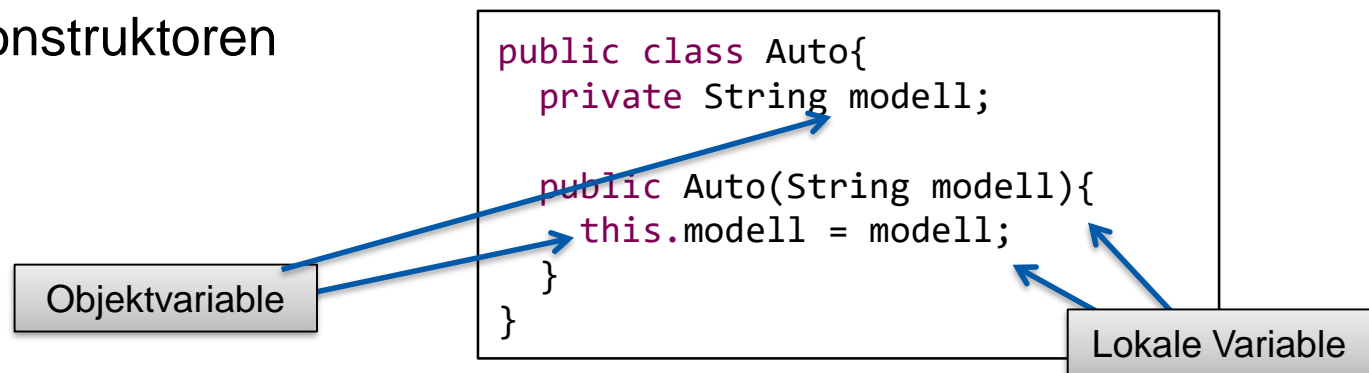 onstruktoren
public class Auto{
private String modell;
public Auto(String modell){
this.modell = modell;
}
}
Objektvariable
Lokale Variable